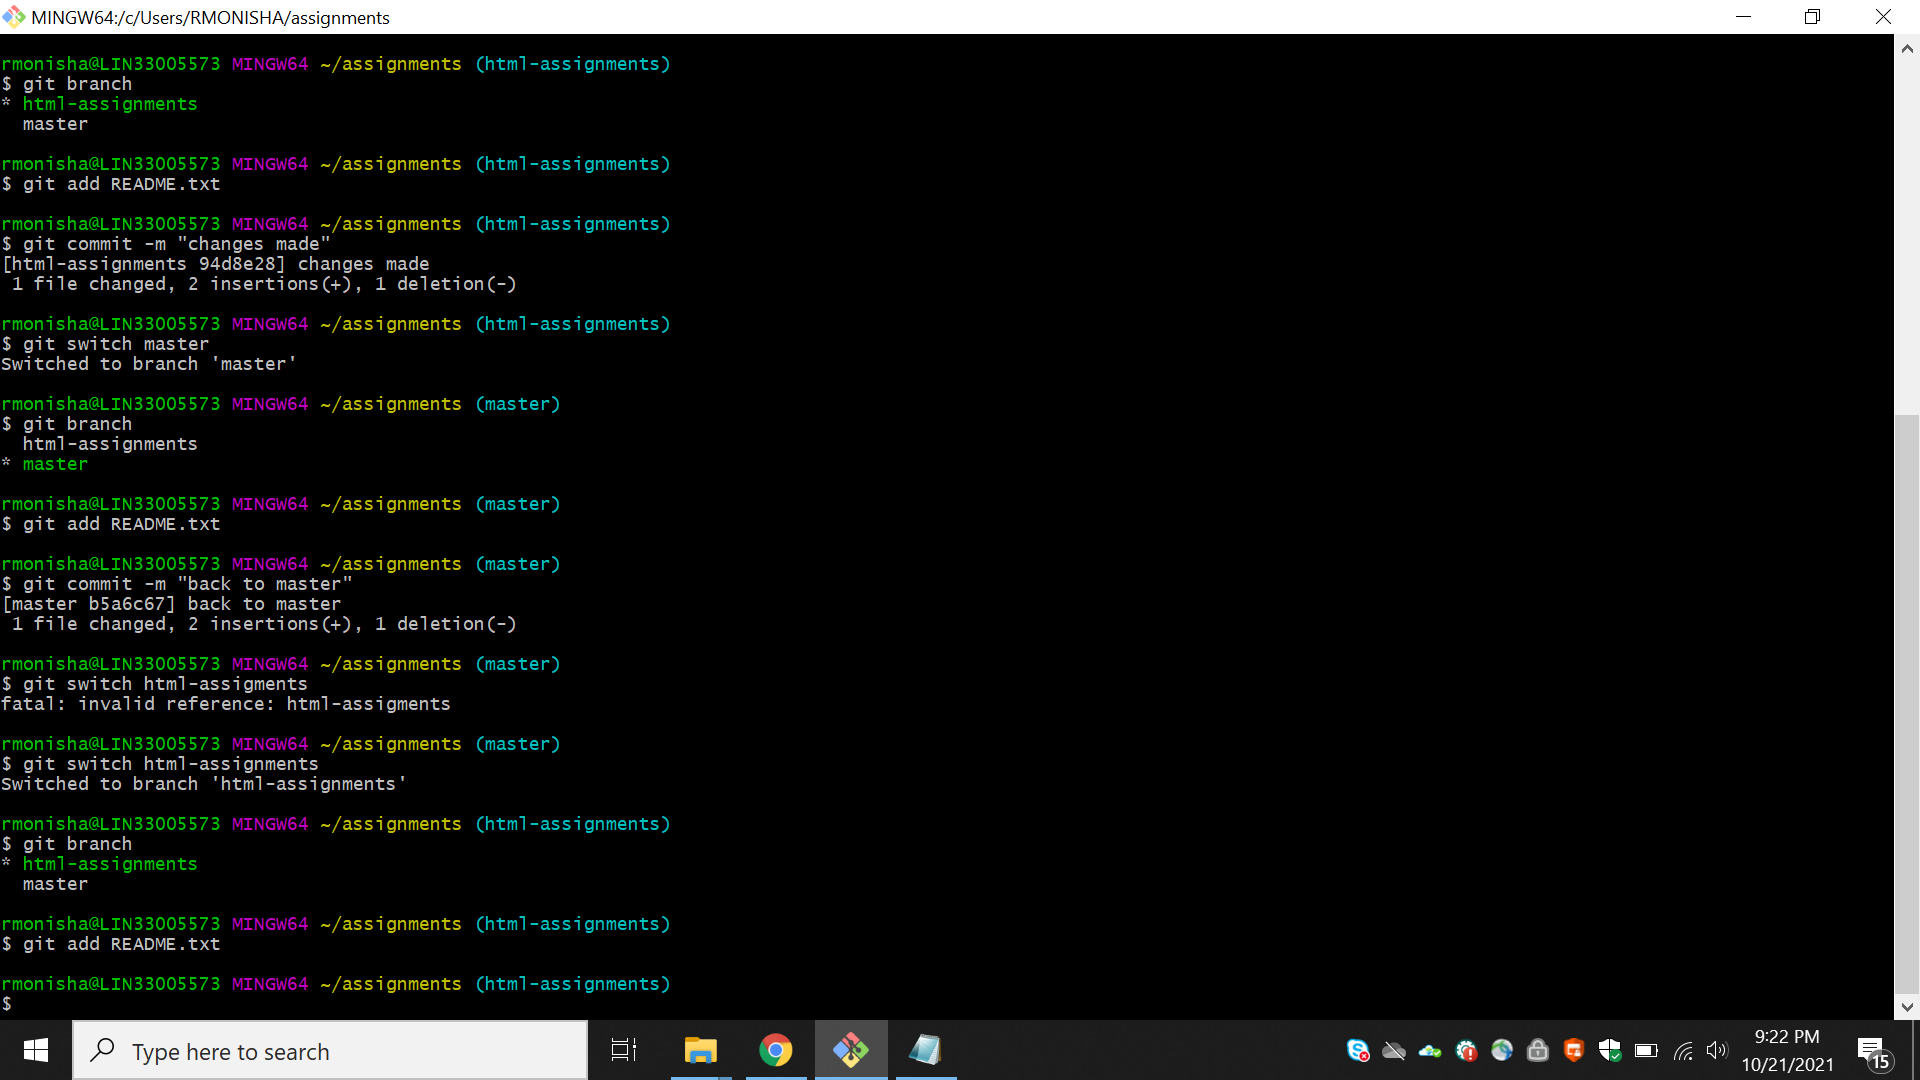 MINGW64:/c/Users/RMONISHA/assignments
rmonisha@LIN33005573 MINGW64 ~/assignments (html-assignments)
$ git branch
* html-assignments
  master
rmonisha@LIN33005573 MINGW64 ~/assignments (html-assignments)
$ git add README.txt
rmonisha@LIN33005573 MINGW64 ~/assignments (html-assignments)
$ git commit -m "changes made"
[html-assignments 94d8e28] changes made
 1 file changed, 2 insertions(+), 1 deletion(-)
rmonisha@LIN33005573 MINGW64 ~/assignments (html-assignments)
$ git switch master
Switched to branch 'master'
rmonisha@LIN33005573 MINGW64 ~/assignments (master)
$ git branch
  html-assignments
* master
rmonisha@LIN33005573 MINGW64 ~/assignments (master)
$ git add README.txt
rmonisha@LIN33005573 MINGW64 ~/assignments (master)
$ git commit -m "back to master"
[master b5a6c67] back to master
 1 file changed, 2 insertions(+), 1 deletion(-)
rmonisha@LIN33005573 MINGW64 ~/assignments (master)
$ git switch html-assigments
fatal: invalid reference: html-assigments
rmonisha@LIN33005573 MINGW64 ~/assignments (master)
$ git switch html-assignments
Switched to branch 'html-assignments'
rmonisha@LIN33005573 MINGW64 ~/assignments (html-assignments)
$ git branch
* html-assignments
  master
rmonisha@LIN33005573 MINGW64 ~/assignments (html-assignments)
$ git add README.txt
rmonisha@LIN33005573 MINGW64 ~/assignments (html-assignments)
$
Type here to search
9:22 PM
10/21/2021
15